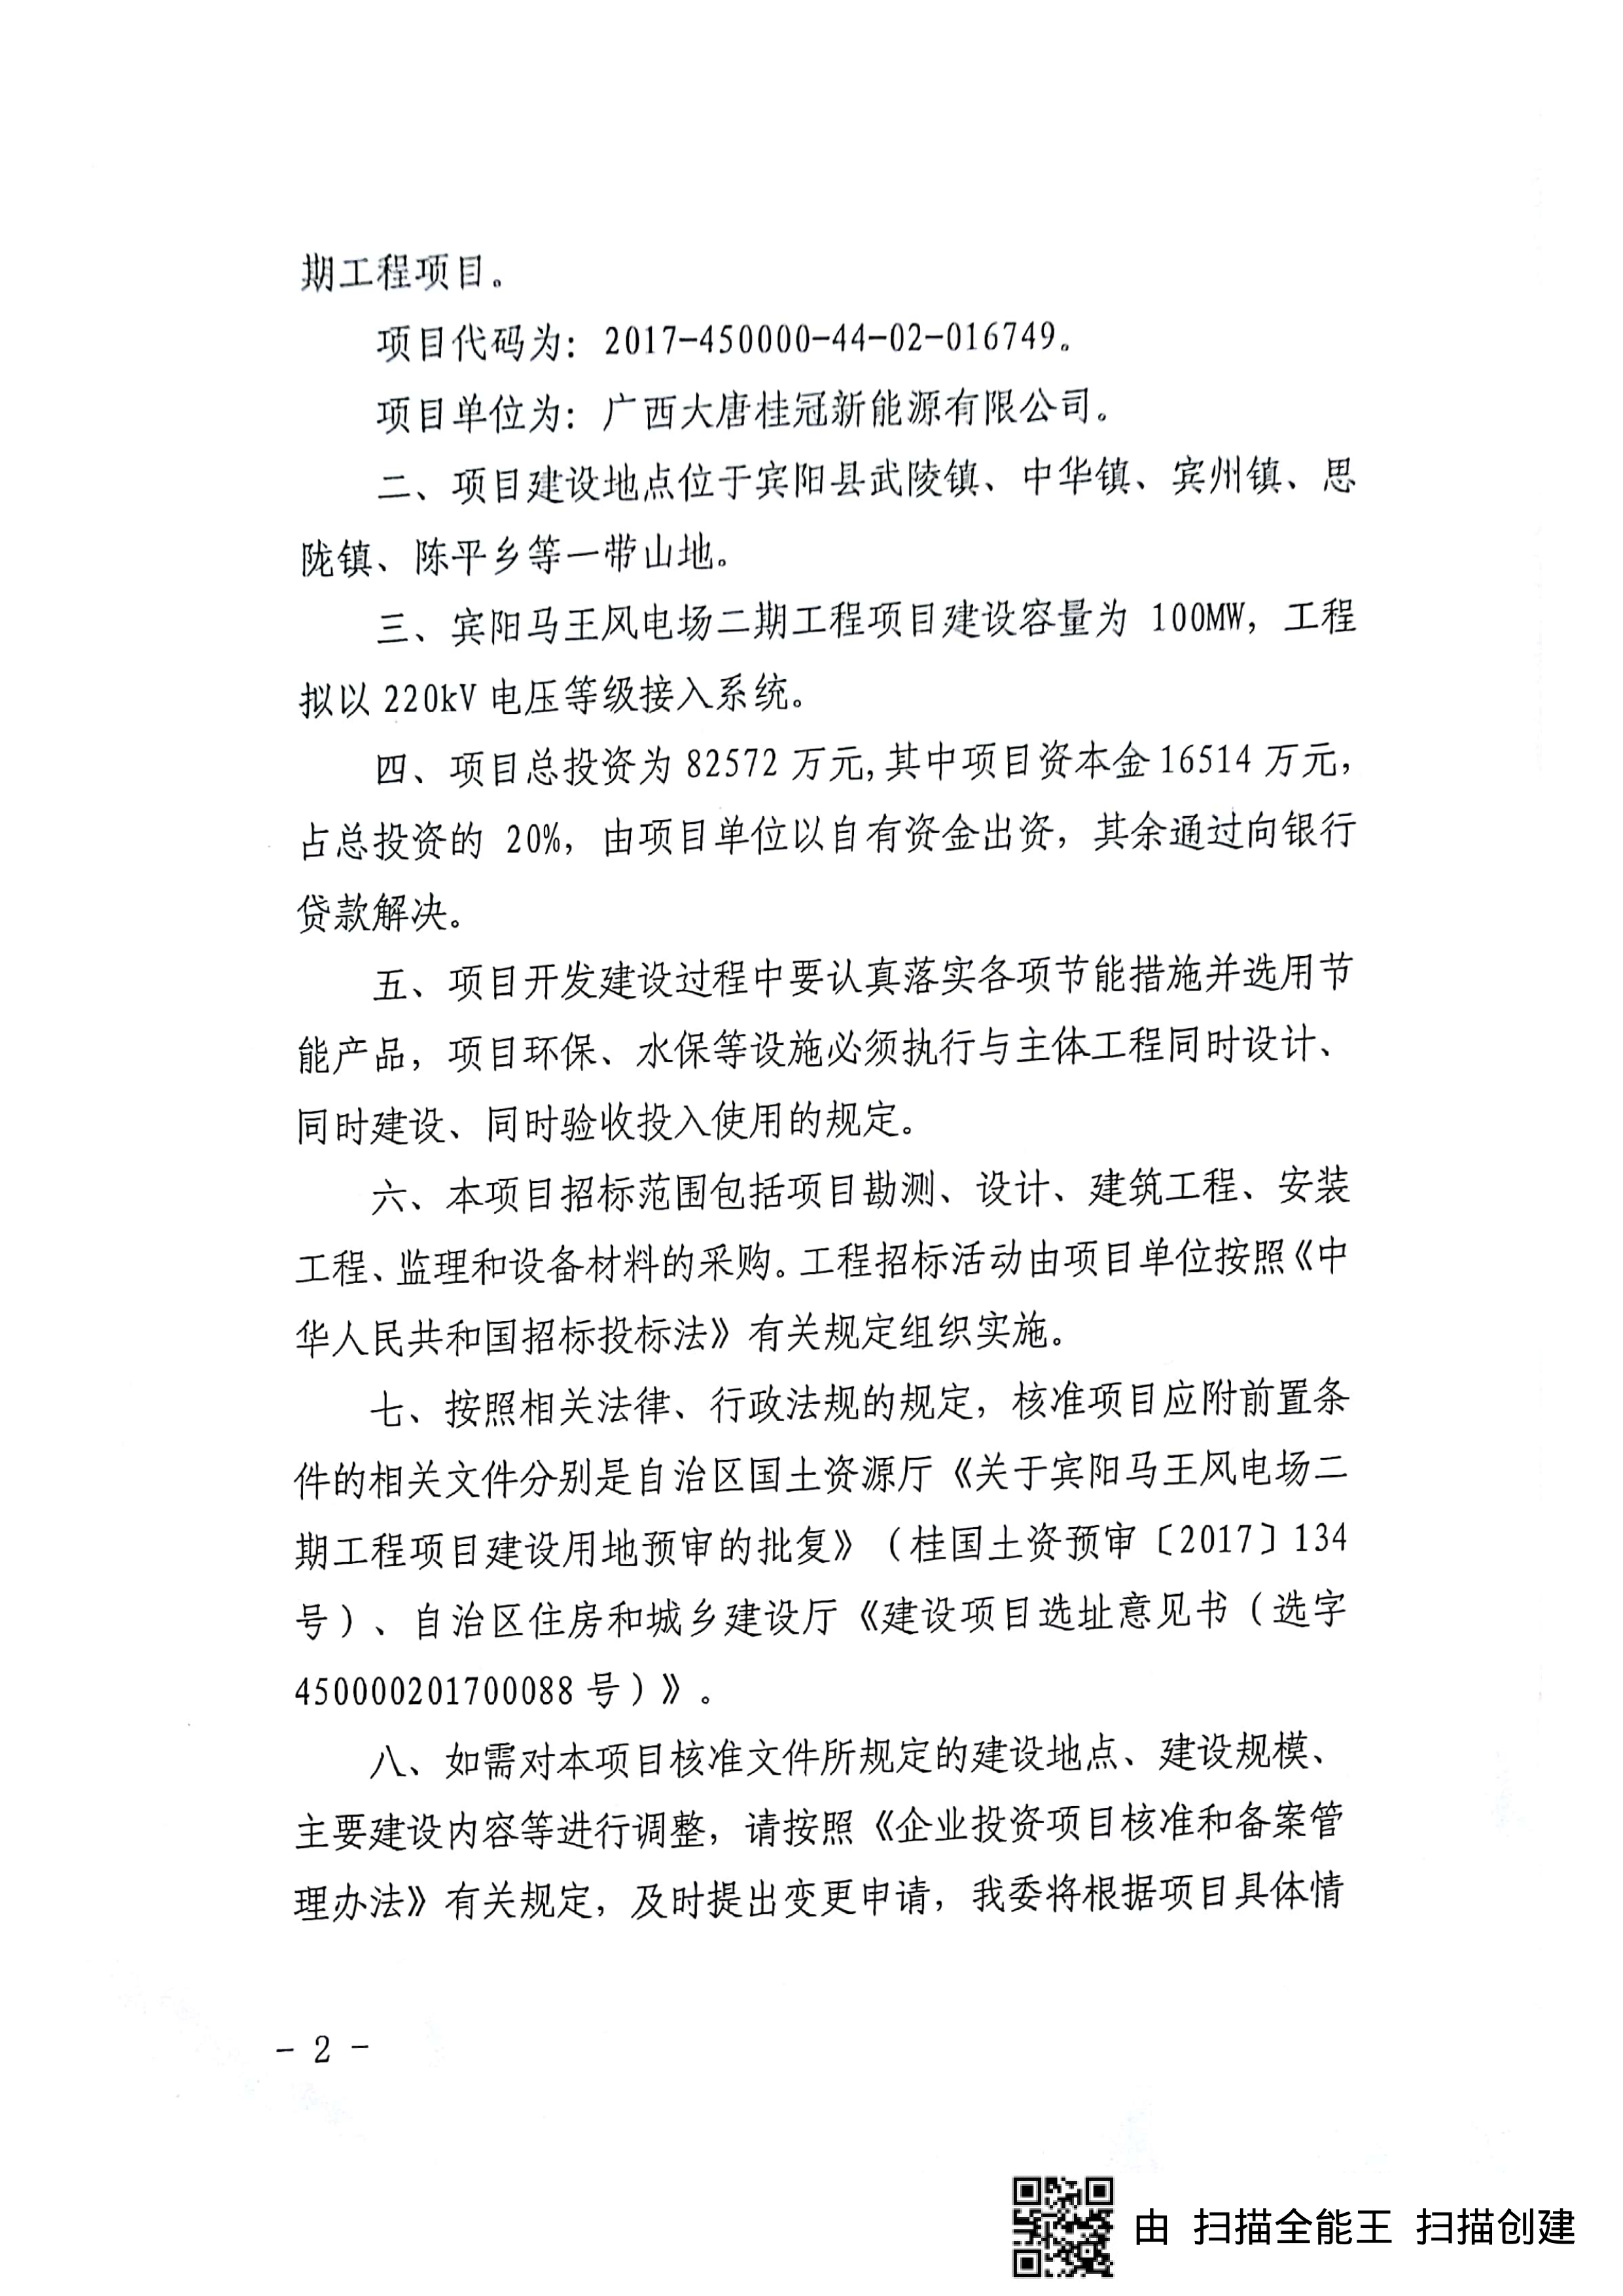 期工程项目。
项目代码为：2017-450000-44-02-016749。
项目单位为：广西大唐桂冠新能源有限公司。
二、项目建设地点位于宾阳县武陵镇、中华镇、宾州镇、思
陇镇、陈平乡等一带山地。
三、宾阳马王风电场二期工程项目建设容量为 100MW，工程
拟以 220kV 电压等级接入系统。
四、项目总投资为 82572 万元,其中项目资本金 16514 万元，
占总投资的 20%，由项目单位以自有资金出资，其余通过向银行
贷款解决。
五、项目开发建设过程中要认真落实各项节能措施并选用节
能产品，项目环保、水保等设施必须执行与主体工程同时设计、
同时建设、同时验收投入使用的规定。
六、本项目招标范围包括项目勘测、设计、建筑工程、安装
工程、监理和设备材料的采购。工程招标活动由项目单位按照《中
华人民共和国招标投标法》有关规定组织实施。
七、按照相关法律、行政法规的规定，核准项目应附前置条
件的相关文件分别是自治区国土资源厅《关于宾阳马王风电场二
期工程项目建设用地预审的批复》（桂国土资预审〔2017〕134
号）、自治区住房和城乡建设厅《建设项目选址意见书（选字
450000201700088 号）》。
八、如需对本项目核准文件所规定的建设地点、建设规模、
主要建设内容等进行调整，请按照《企业投资项目核准和备案管
理办法》有关规定，及时提出变更申请，我委将根据项目具体情
- 2 -
由 扫描全能王 扫描创建